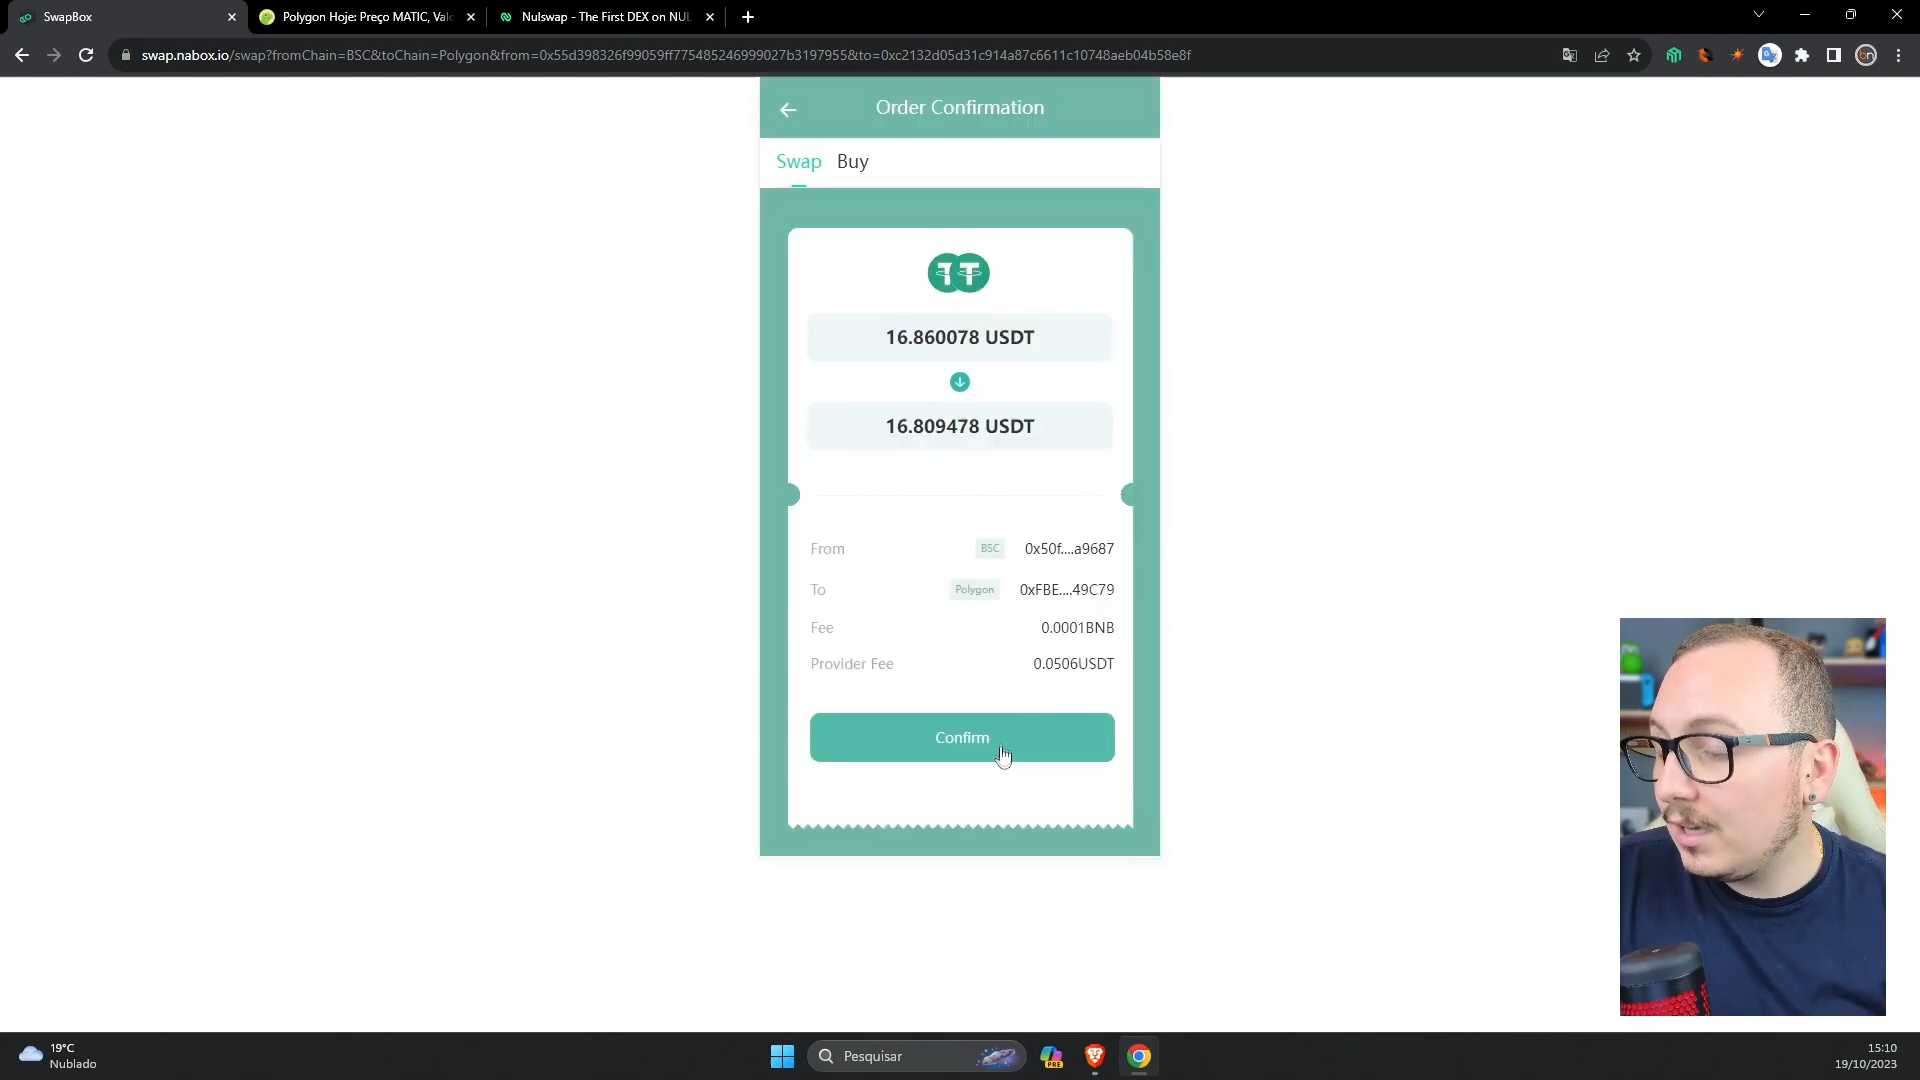 SwapBox
Polygon Hoje: Preço MATIC, Valo
Nulswap - The First DEX on NUL
swap.nabox.io/swap?fromChain=BSC&toChain=Polygon&from=0x55d398326f99059ff775485246999027b3197955&to=0xc2132d05d31c914a87c6611c10748aeb04b58e8f
Order Confirmation
Swap Buy
16.860078 USDT
16.809478 USDT
From BSC 0x50f....a9687
To Polygon 0xFBE....49C79
Fee 0.0001BNB
Provider Fee 0.0506USDT
Confirm
19°C
Nublado
Pesquisar
PRE
15:10
19/10/2023